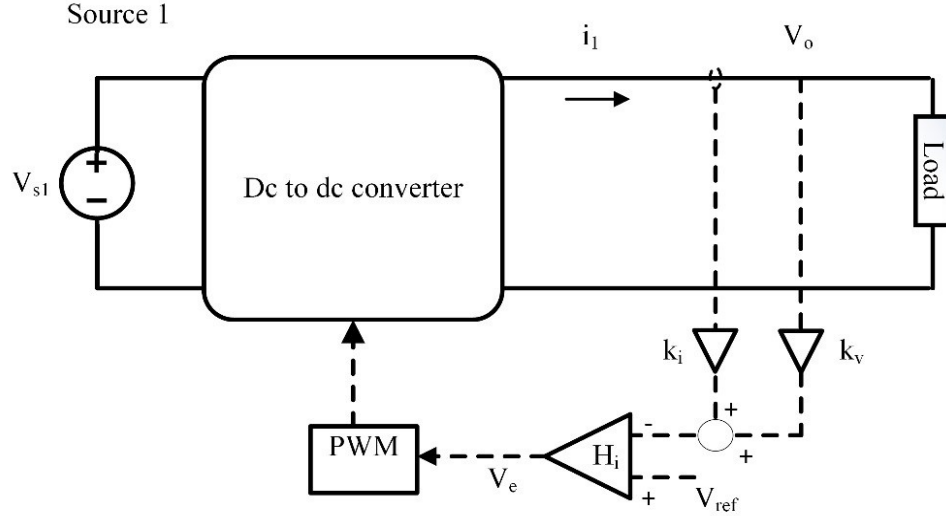 Source 1
i1
Vo
Vs1
+
−
Dc to dc converter
Load
ki
kv
+
+
PWM
Ve
Hi
-
+
Vref